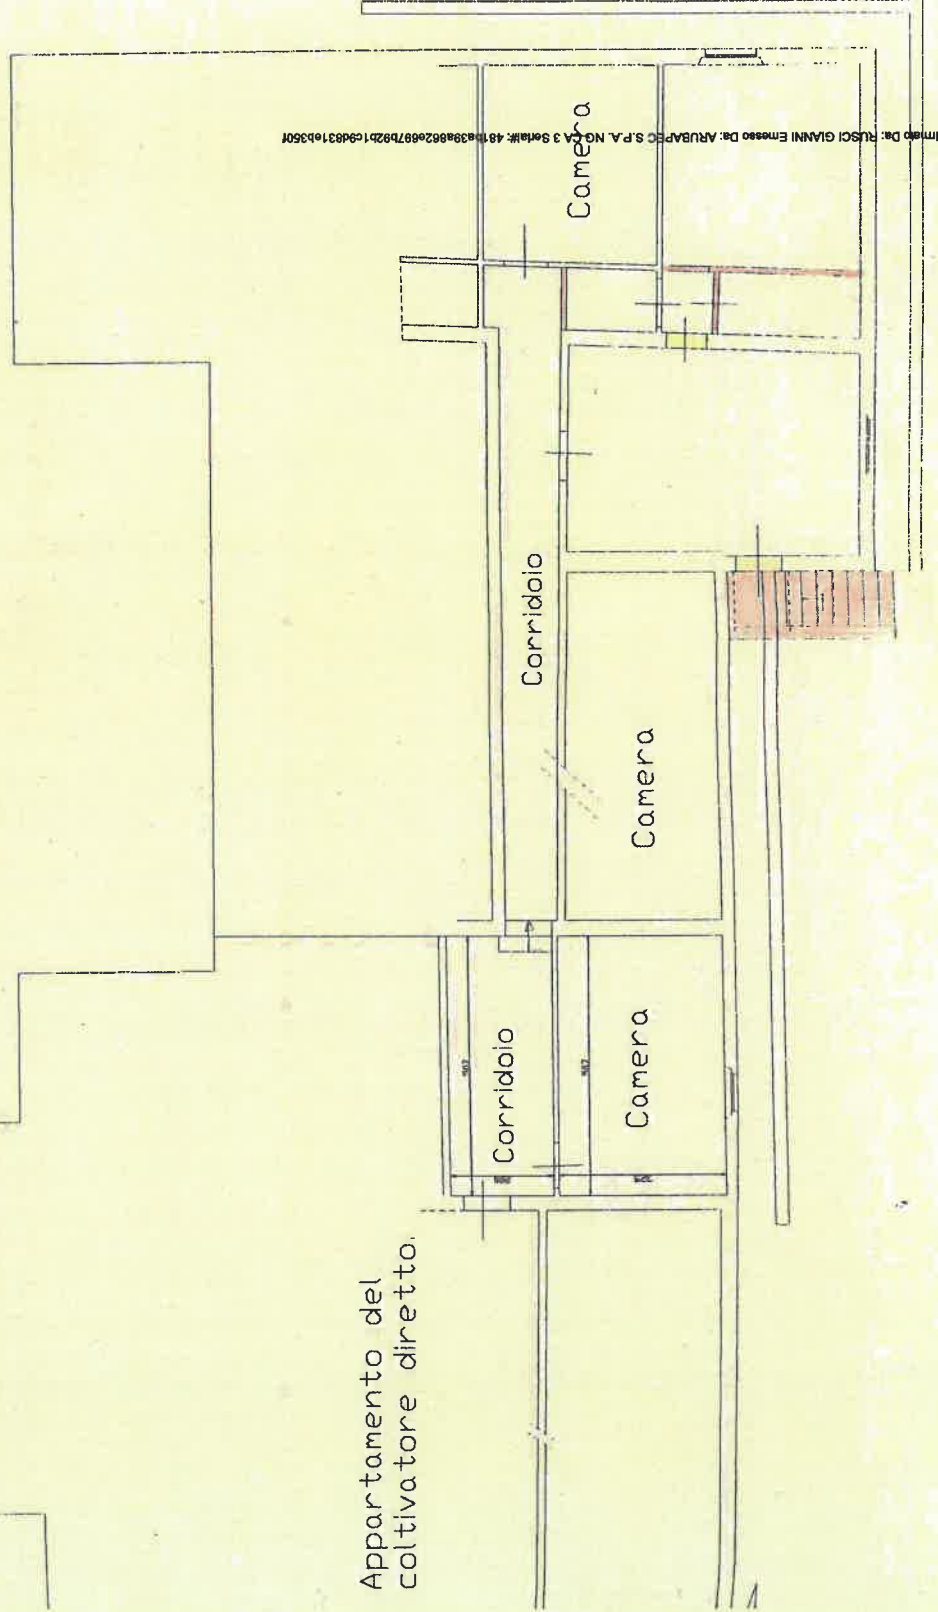 Appartamento del
coltivatore diretto.
Corridoio
Camera
Camera
Corridoio
Camera
Da: RUSCI GIANNI Emesso Da: ARUBAPEC S.P.A. NG CA 3 Serial#: